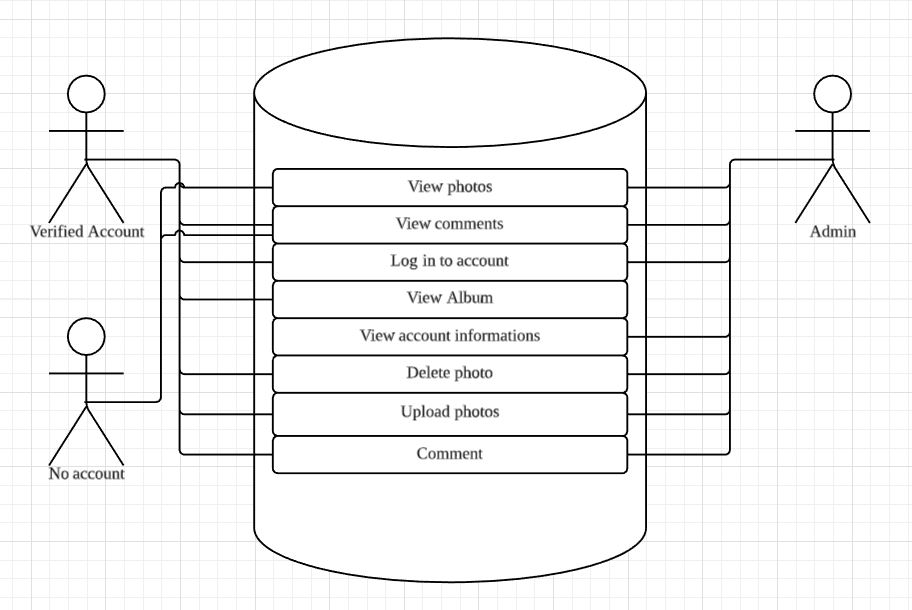 Verified Account
No account
View photos
View comments
Log in to account
View Album
View account informations
Delete photo
Upload photos
Comment
Admin